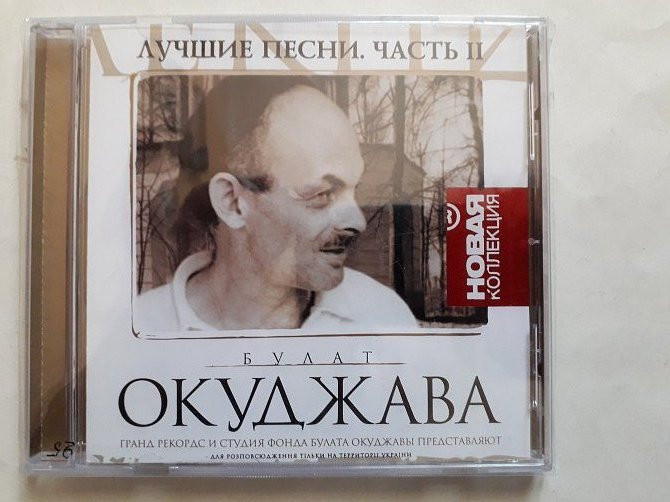 ЛУЧШИЕ ПЕСНИ. ЧАСТЬ II
НОВАЯ
КОЛЛЕКЦИЯ
БУЛАТ
ОКУДЖАВА
ГРАНД РЕКОРДС И СТУДИЯ ФОНДА БУЛАТА ОКУДЖАВЫ ПРЕДСТАВЛЯЮТ
ДЛЯ РОЗПОВСЮДЖЕННЯ ТІЛЬКИ НА ТЕРИТОРІЇ УКРАЇНИ